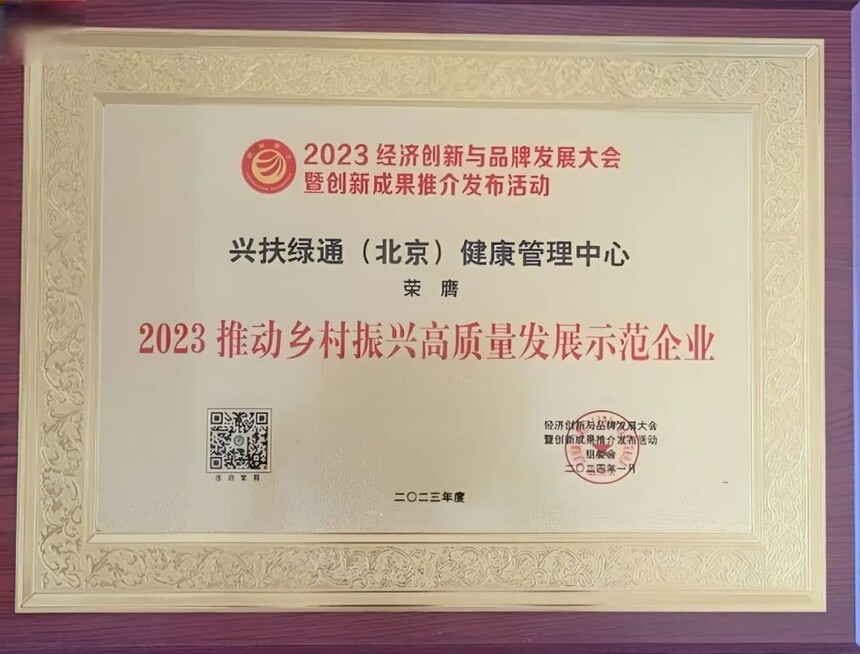 2023 经济创新与品牌发展大会
暨创新成果推介发布活动
兴扶绿通（北京）健康管理中心
荣 膺
2023 推动乡村振兴高质量发展示范企业
经济创新与品牌发展大会
暨创新成果推介发布活动
组委会
二〇二四年一月
二〇二三年度